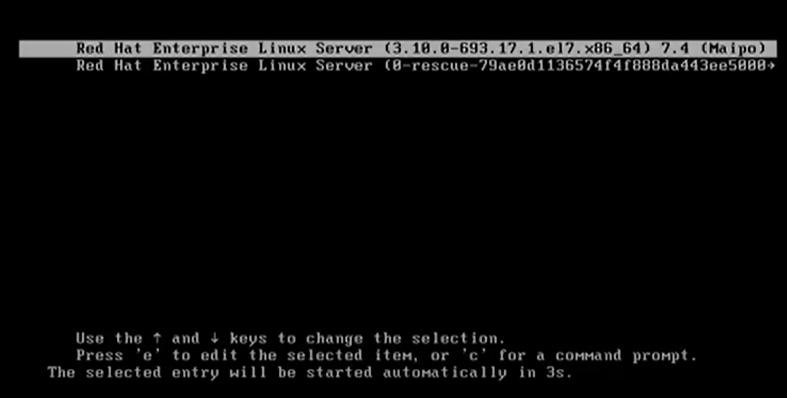 Red Hat Enterprise Linux Server (3.10.0-693.17.1.el7.x86_64) 7.4 (Maipo)
Red Hat Enterprise Linux Server (0-rescue-79ae0d1136574f4f888da443ee5000→
Use the ↑ and ↓ keys to change the selection.
Press 'e' to edit the selected item, or 'c' for a command prompt.
The selected entry will be started automatically in 3s.